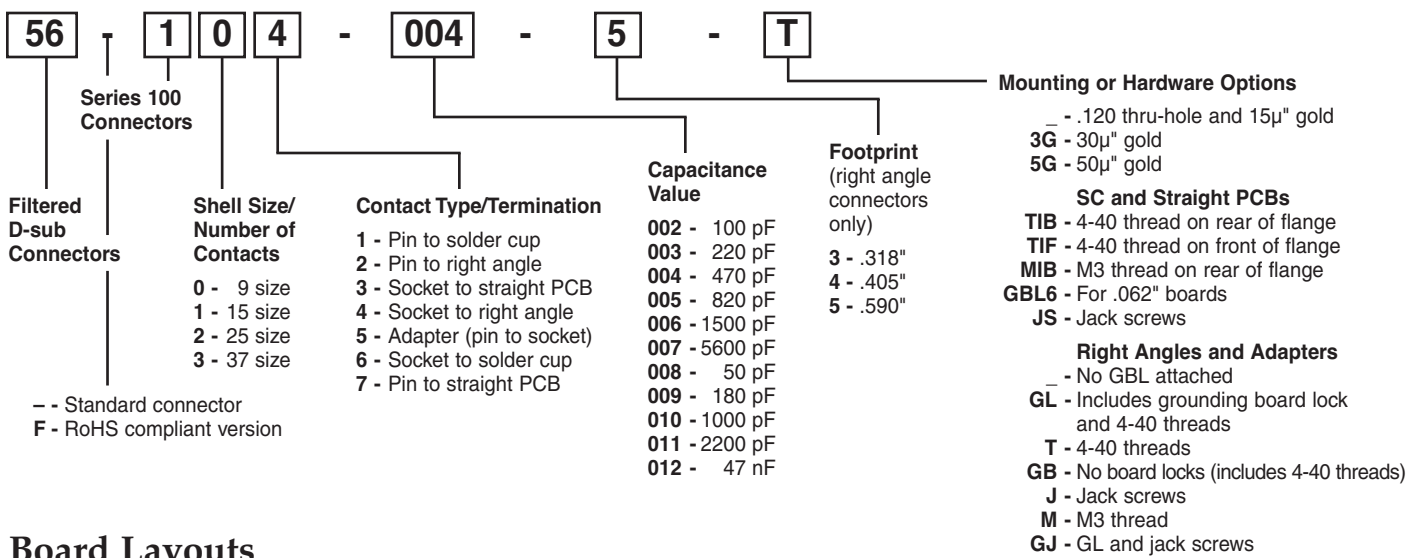 56 - 1 0 4 - 004 - 5 - T
Filtered
D-sub
Connectors
Series 100
Connectors
– - Standard connector
F - RoHS compliant version
Shell Size/
Number of
Contacts
0 - 9 size
1 - 15 size
2 - 25 size
3 - 37 size
Contact Type/Termination
1 - Pin to solder cup
2 - Pin to right angle
3 - Socket to straight PCB
4 - Socket to right angle
5 - Adapter (pin to socket)
6 - Socket to solder cup
7 - Pin to straight PCB
Capacitance
Value
002 - 100 pF
003 - 220 pF
004 - 470 pF
005 - 820 pF
006 - 1500 pF
007 - 5600 pF
008 - 50 pF
009 - 180 pF
010 - 1000 pF
011 - 2200 pF
012 - 47 nF
Footprint
(right angle
connectors
only)
3 - .318"
4 - .405"
5 - .590"
Mounting or Hardware Options
_ - .120 thru-hole and 15µ" gold
3G - 30µ" gold
5G - 50µ" gold
SC and Straight PCBs
TIB - 4-40 thread on rear of flange
TIF - 4-40 thread on front of flange
MIB - M3 thread on rear of flange
GBL6 - For .062" boards
JS - Jack screws
Right Angles and Adapters
_ - No GBL attached
GL - Includes grounding board lock
and 4-40 threads
T - 4-40 threads
GB - No board locks (includes 4-40 threads)
J - Jack screws
M - M3 thread
GJ - GL and jack screws
Board Layouts